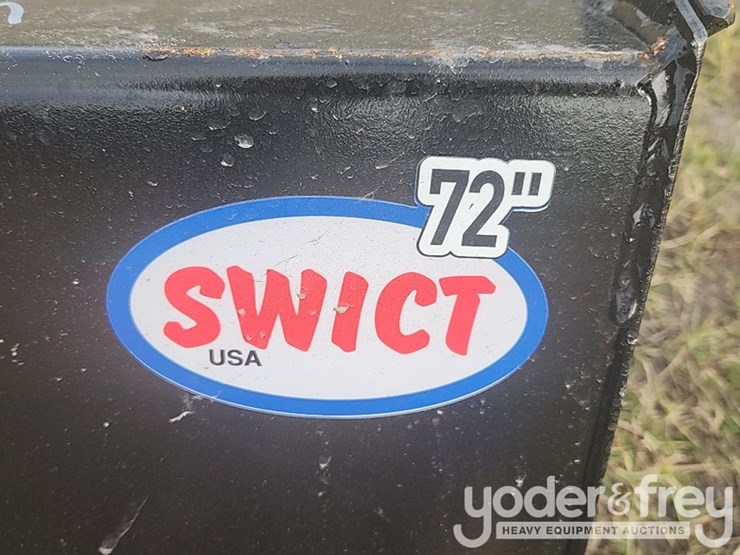 72"
SWICT
USA
yoder&frey
HEAVY EQUIPMENT AUCTIONS